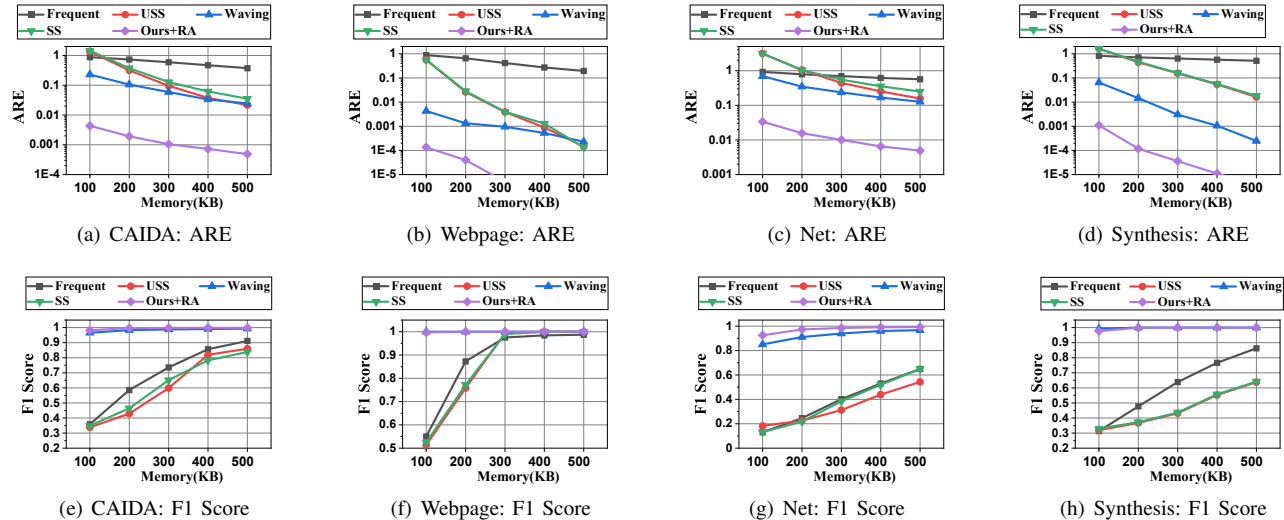 Frequent USS Waving
SS Ours+RA
ARE
1
0.1
0.01
0.001
1E-4
100 200 300 400 500
Memory(KB)
(a) CAIDA: ARE
Frequent USS Waving
SS Ours+RA
ARE
1
0.1
0.01
0.001
1E-4
1E-5
100 200 300 400 500
Memory(KB)
(b) Webpage: ARE
Frequent USS Waving
SS Ours+RA
ARE
1
0.1
0.01
0.001
100 200 300 400 500
Memory(KB)
(c) Net: ARE
Frequent USS Waving
SS Ours+RA
ARE
1
0.1
0.01
0.001
1E-4
1E-5
100 200 300 400 500
Memory(KB)
(d) Synthesis: ARE
Frequent USS Waving
SS Ours+RA
F1 Score
1
0.9
0.8
0.7
0.6
0.5
0.4
0.3
0.2
100 200 300 400 500
Memory(KB)
(e) CAIDA: F1 Score
Frequent USS Waving
SS Ours+RA
F1 Score
1
0.9
0.8
0.7
0.6
0.5
100 200 300 400 500
Memory(KB)
(f) Webpage: F1 Score
Frequent USS Waving
SS Ours+RA
F1 Score
1
0.8
0.6
0.4
0.2
0
100 200 300 400 500
Memory(KB)
(g) Net: F1 Score
Frequent USS Waving
SS Ours+RA
F1 Score
1
0.9
0.8
0.7
0.6
0.5
0.4
0.3
0.2
100 200 300 400 500
Memory(KB)
(h) Synthesis: F1 Score